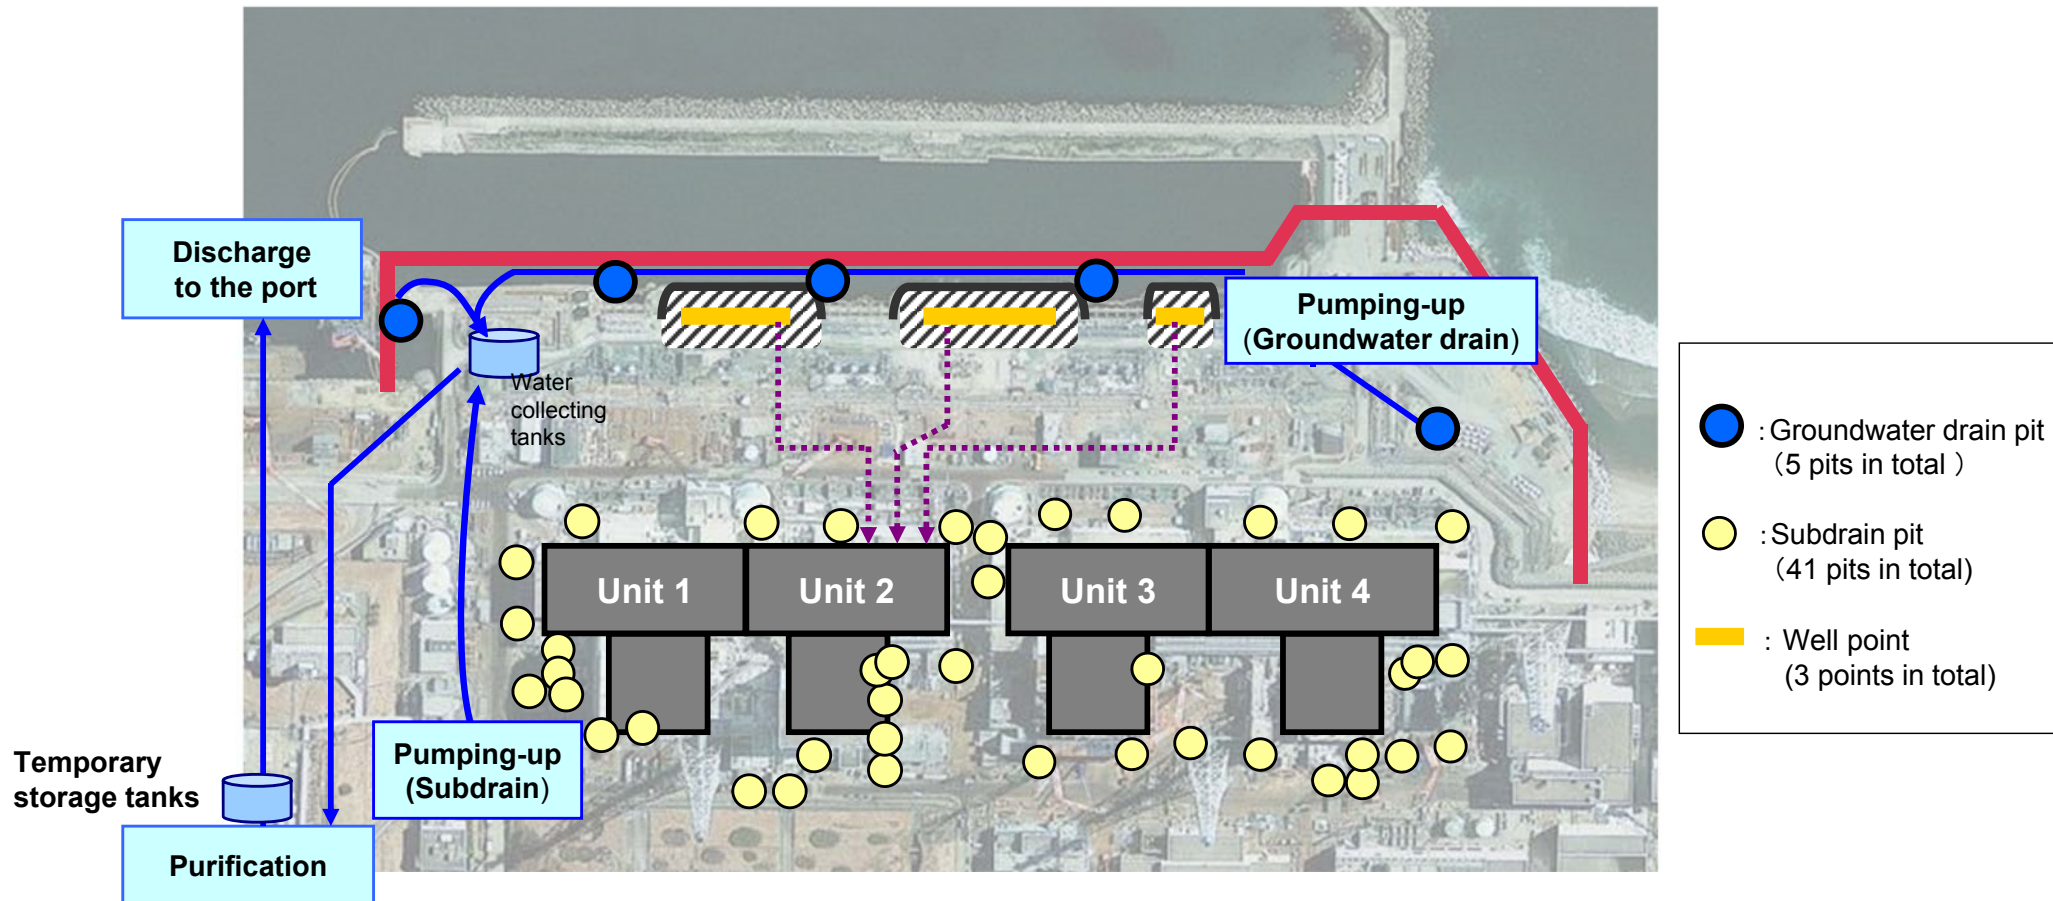 Discharge
to the port
Pumping-up
(Groundwater drain)
Water
collecting
tanks
: Groundwater drain pit
(5 pits in total )
: Subdrain pit
(41 pits in total)
: Well point
(3 points in total)
Unit 1
Unit 2
Unit 3
Unit 4
Pumping-up
(Subdrain)
Temporary
storage tanks
Purification